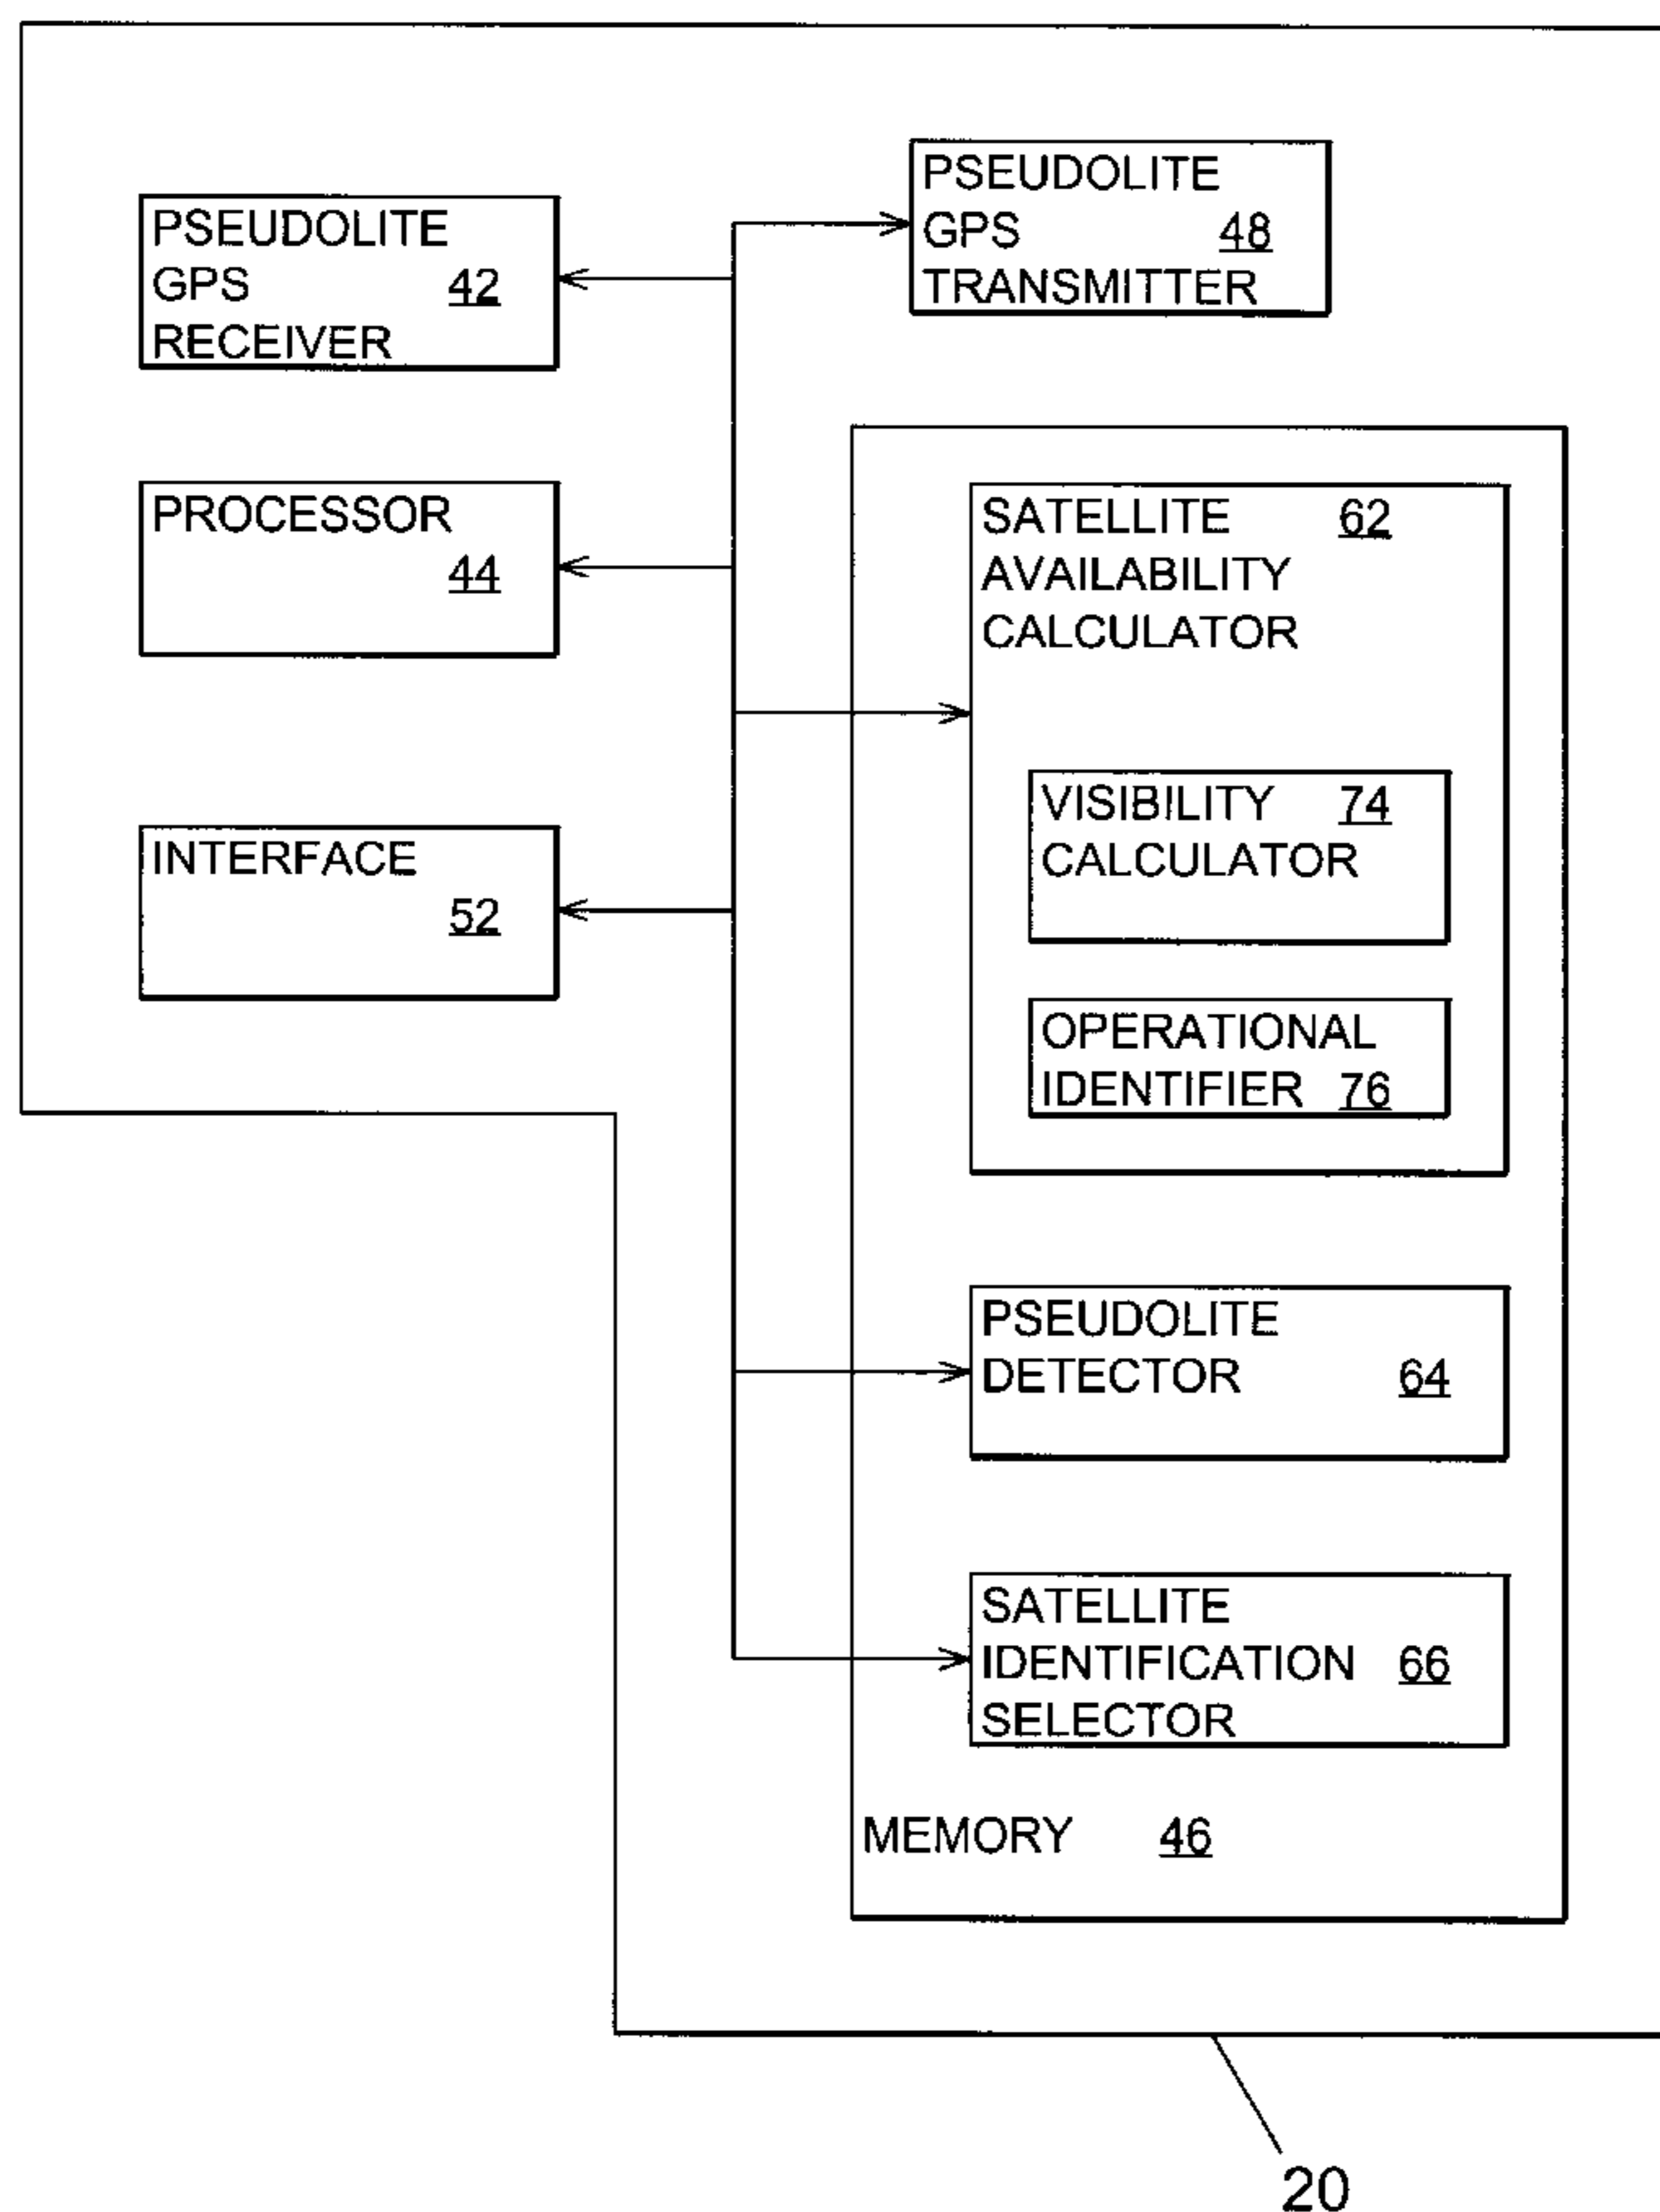 PSEUDOLITE
GPS 42
RECEIVER
PSEUDOLITE
GPS 48
TRANSMITTER
PROCESSOR
44
INTERFACE
52
SATELLITE 62
AVAILABILITY
CALCULATOR
VISIBILITY 74
CALCULATOR
OPERATIONAL
IDENTIFIER 76
PSEUDOLITE
DETECTOR 64
SATELLITE
IDENTIFICATION 66
SELECTOR
MEMORY 46
20